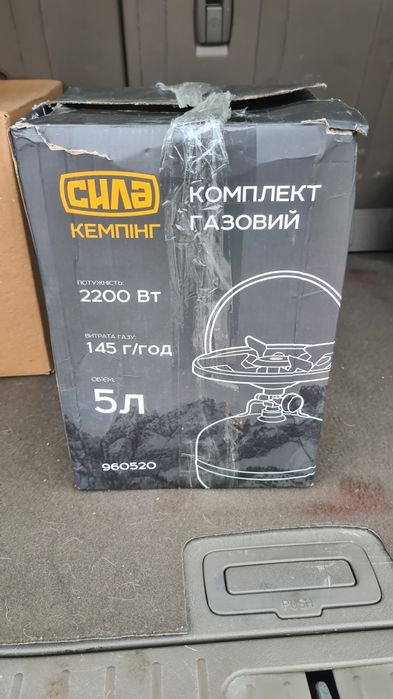 СИЛА
КЕМПІНГ
КОМПЛЕКТ
ГАЗОВИЙ
ПОТУЖНІСТЬ:
2200 Вт
ВИТРАТА ГАЗУ:
145 г/год
ОБ'ЄМ:
5Л
960520
PUSH